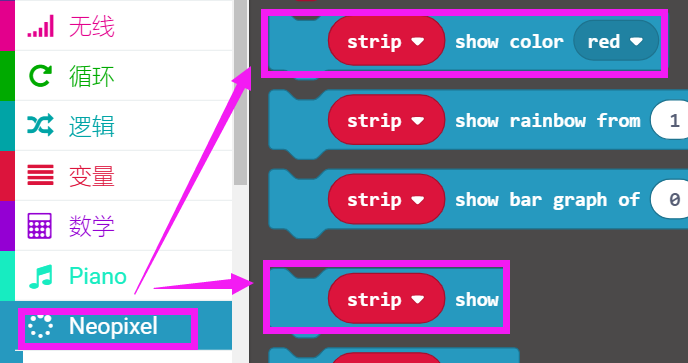 无线
循环
逻辑
变量
数学
Piano
Neopixel
strip show color red
strip show rainbow from 1
strip show bar graph of 0
strip show